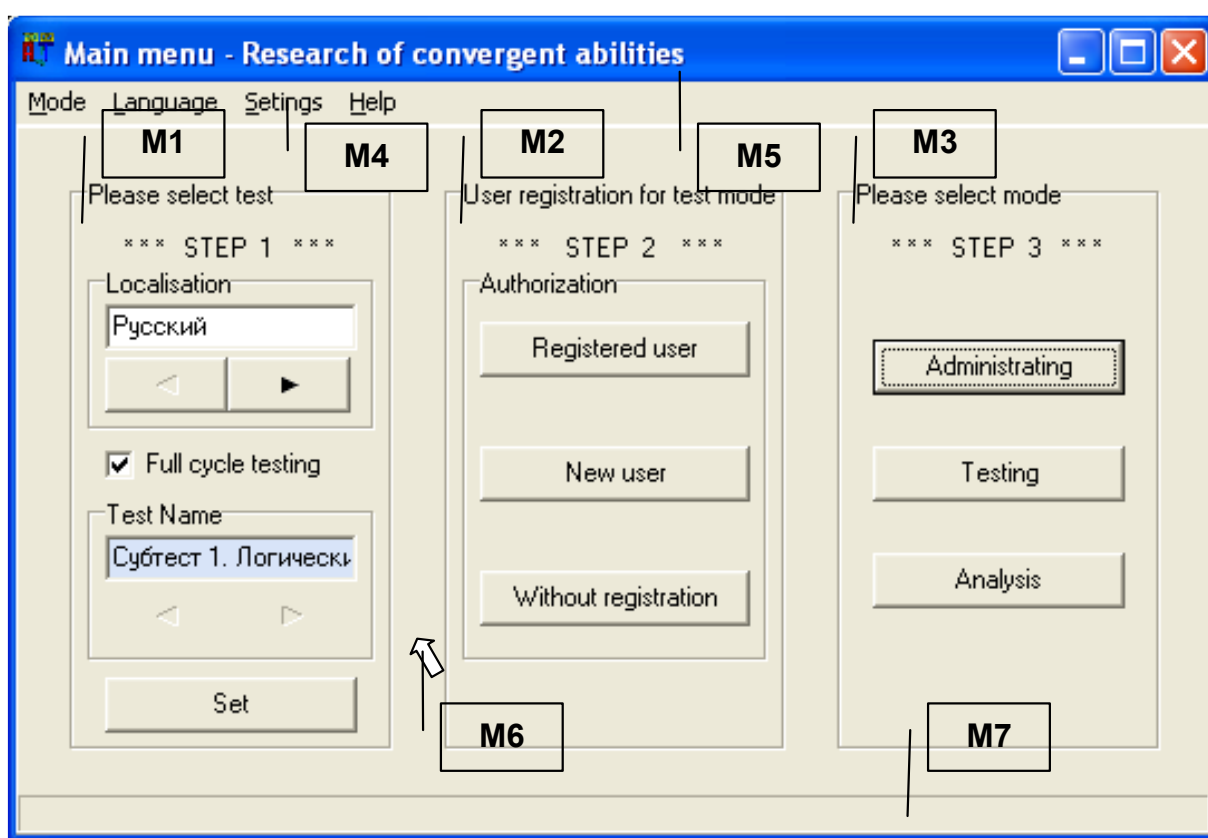 Main menu - Research of convergent abilities
Mode Language Setings Help
M1 M4 M2 M5 M3
Please select test
*** STEP 1 ***
Localisation
Русский
Full cycle testing
Test Name
Субтест 1. Логически
Set
User registration for test mode
*** STEP 2 ***
Authorization
Registered user
New user
Without registration
M6
Please select mode
*** STEP 3 ***
Administrating
Testing
Analysis
M7